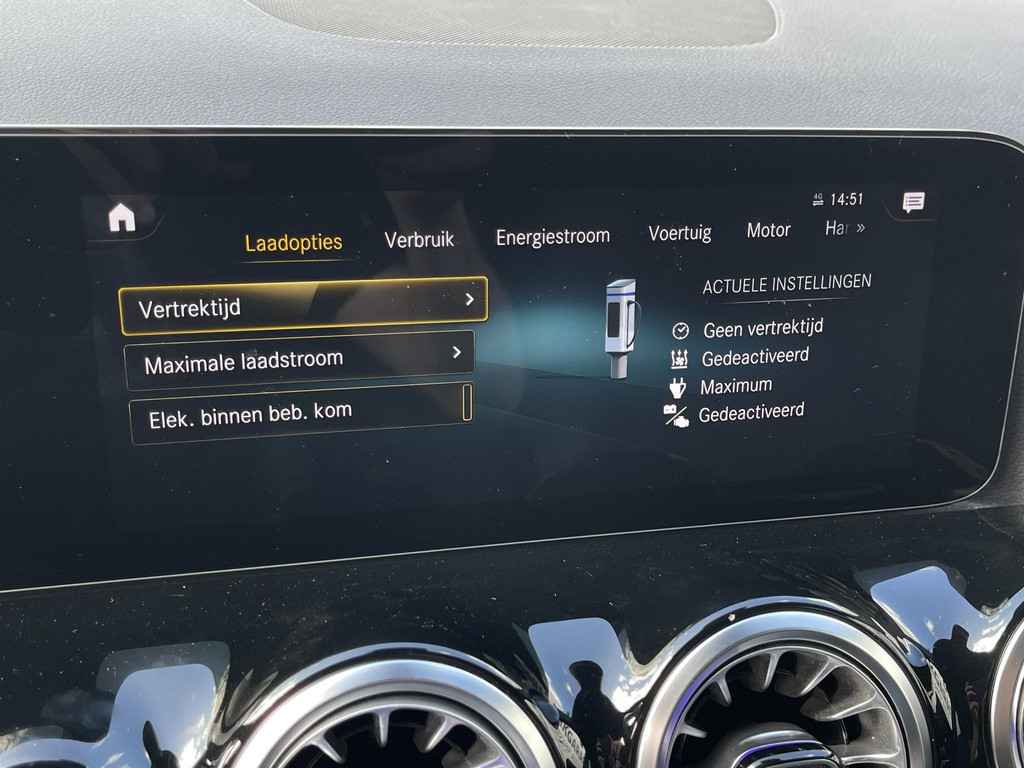 4G 14:51
Laadopties Verbruik Energiestroom Voertuig Motor Har »
Vertrektijd
Maximale laadstroom
Elek. binnen beb. kom
ACTUELE INSTELLINGEN
Geen vertrektijd
Gedeactiveerd
Maximum
Gedeactiveerd